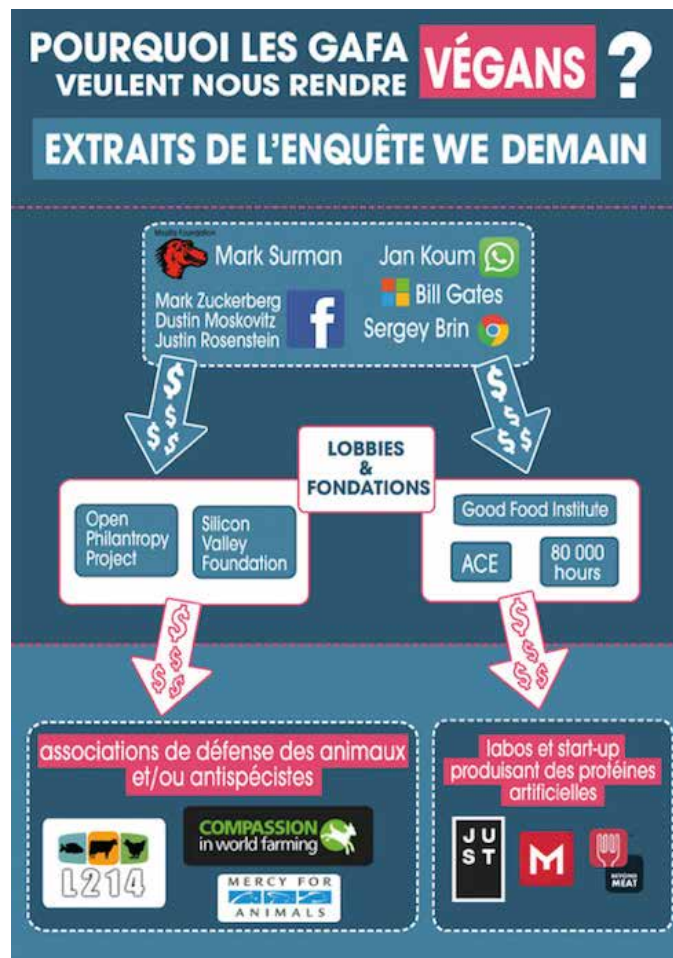 POURQUOI LES GAFA
VEULENT NOUS RENDRE
VÉGANS ?
EXTRAITS DE L'ENQUÊTE WE DEMAIN
Mozilla Foundation
Mark Surman
Jan Koum
Mark Zuckerberg
Dustin Moskovitz
Justin Rosenstein
f
Bill Gates
Sergey Brin
$
$
$
$
$
$
$
$
LOBBIES
&
FONDATIONS
Open
Philantropy
Project
Silicon
Valley
Foundation
Good Food Institute
ACE
80 000
hours
$
$
$
$
$
$
$
$
associations de défense des animaux
et/ou antispécistes
L214
COMPASSION
in world farming
MERCY FOR
ANIMALS
labos et start-up
produisant des protéines
artificielles
JU
ST
M
BEYOND
MEAT